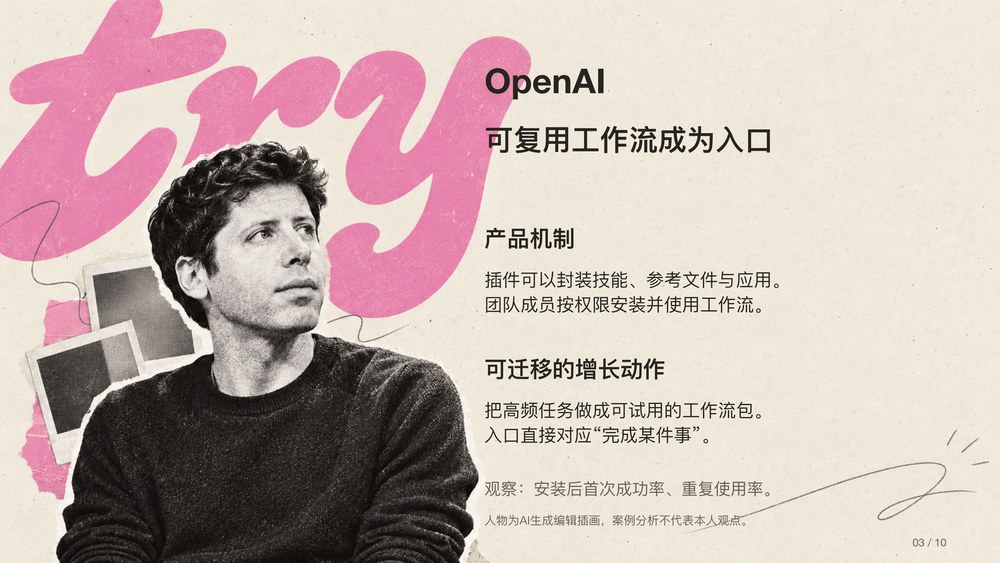 try
OpenAI
可复用工作流成为入口
产品机制
插件可以封装技能、参考文件与应用。
团队成员按权限安装并使用工作流。
可迁移的增长动作
把高频任务做成可试用的工作流包。
入口直接对应“完成某件事”。
观察：安装后首次成功率、重复使用率。
人物为AI生成编辑插画，案例分析不代表本人观点。
03 / 10